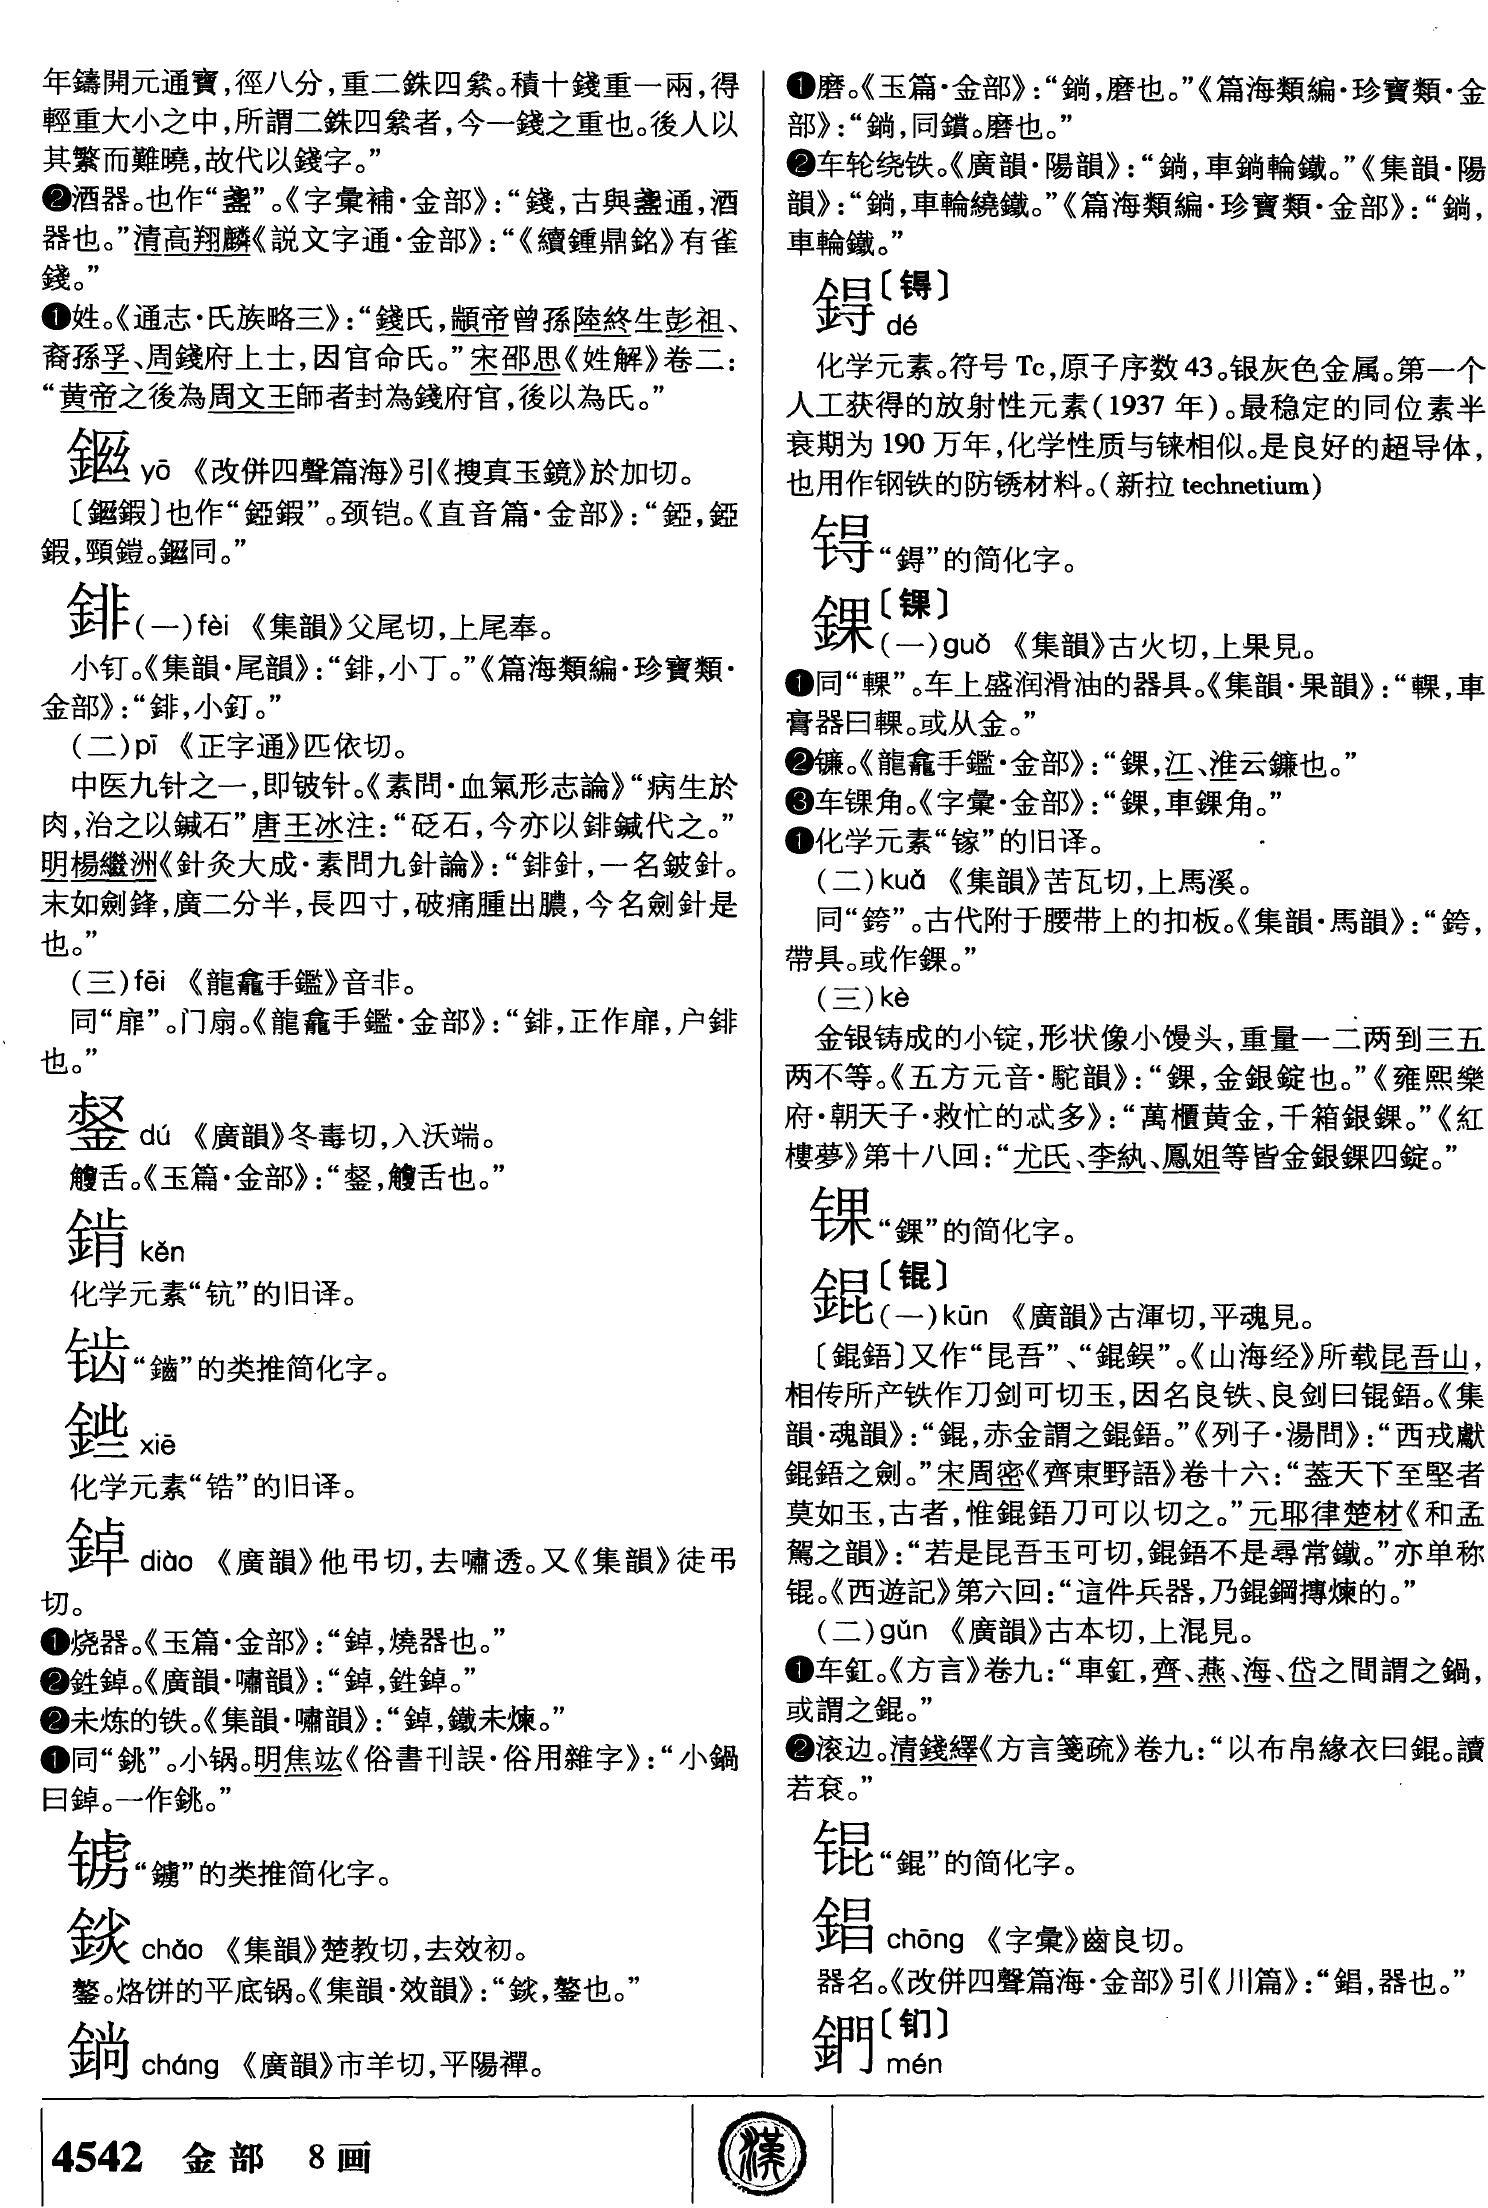 年鑄開元通寶,徑八分,重二銖四絫。積十錢重一兩,得
輕重大小之中,所謂二銖四絫者,今一錢之重也。後人以
其繁而難曉,故代以錢字。”
❷酒器。也作“盞”。《字彙補·金部》:“錢,古與盞通,酒
器也。”清高翔麟《説文字通·金部》:“《續鍾鼎銘》有雀
錢。”
❶姓。《通志·氏族略三》:“錢氏,顓帝曾孫陸終生彭祖、
裔孫孚、周錢府上士,因官命氏。”宋邵思《姓解》卷二:
“黄帝之後為周文王師者封為錢府官,後以為氏。”
yō 《改併四聲篇海》引《搜真玉鏡》於加切。
〔鍛〕也作“錏鍜”。颈铠。《直音篇·金部》:“錏,錏
鍜,頸鎧。同。”
錐(一)fèi 《集韻》父尾切,上尾奉。
小钉。《集韻·尾韻》:“䤵,小丁。”《篇海類編·珍寶類·
金部》:“䤵,小釘。”
(二)pī 《正字通》匹依切。
中医九针之一,即铍针。《素問·血氣形志論》“病生於
肉,治之以鍼石”唐王冰注:“砭石,今亦以䤵鍼代之。”
明楊繼洲《針灸大成·素問九針論》:“䤵針,一名鈹針。
末如劍鋒,廣二分半,長四寸,破痛腫出膿,今名劍針是
也。”
(三)fēi 《龍龕手鑑》音非。
同“扉”。门扇。《龍龕手鑑·金部》:“䤵,正作扉,户䤵
也。”
dú 《廣韻》冬毒切,入沃端。
觼舌。《玉篇·金部》:“,觼舌也。”
錹 kěn
化学元素“钪”的旧译。
“”的类推简化字。
xiē
化学元素“锆”的旧译。
鋽 diào 《廣韻》他弔切,去嘯透。又《集韻》徒弔
切。
❶烧器。《玉篇·金部》:“鋽,燒器也。”
❷鉎鋽。《廣韻·嘯韻》:“鋽,鉎鋽。”
❷未炼的铁。《集韻·嘯韻》:“鋽,鐵未煉。”
❶同“銚”。小锅。明焦竑《俗書刊誤·俗用雜字》:“小鍋
曰鋽。一作銚。”
“鐪”的类推简化字。
錟 chǎo 《集韻》楚教切,去效初。
鏊。烙饼的平底锅。《集韻·效韻》:“,鏊也。”
鋿 cháng 《廣韻》市羊切,平陽禪。
❶磨。《玉篇·金部》:“鋿,磨也。”《篇海類編·珍寶類·金
部》:“鋿,同鑜。磨也。”
❷车轮绕铁。《廣韻·陽韻》:“鋿,車鋿輪鐵。”《集韻·陽
韻》:“鋿,車輪繞鐵。”《篇海類編·珍寶類·金部》:“鋿,
車輪鐵。”
鍀〔锝〕 dé
化学元素。符号 Tc,原子序数 43。银灰色金属。第一个
人工获得的放射性元素(1937 年)。最稳定的同位素半
衰期为 190 万年,化学性质与铼相似。是良好的超导体,
也用作钢铁的防锈材料。(新拉 technetium)
锝“鍀”的简化字。
錁〔锞〕 (一)guǒ 《集韻》古火切,上果見。
❶同“輠”。车上盛润滑油的器具。《集韻·果韻》:“輠,車
膏器曰輠。或从金。”
❷镰。《龍龕手鑑·金部》:“錁,江、淮云鎌也。”
❸车锞角。《字彙·金部》:“錁,車錁角。”
❶化学元素“镓”的旧译。
(二)kuǎ 《集韻》苦瓦切,上馬溪。
同“銙”。古代附于腰带上的扣板。《集韻·馬韻》:“銙,
帶具。或作錁。”
(三)kè
金银铸成的小锭,形状像小馒头,重量一二两到三五
两不等。《五方元音·駝韻》:“錁,金銀錠也。”《雍熙樂
府·朝天子·救忙的忒多》:“萬櫃黄金,千箱銀錁。”《紅
樓夢》第十八回:“尤氏、李紈、鳳姐等皆金銀錁四錠。”
锞“錁”的简化字。
錕〔锟〕 (一)kūn 《廣韻》古渾切,平魂見。
〔錕鋙〕又作“昆吾”、“錕鋘”。《山海经》所载昆吾山,
相传所产铁作刀剑可切玉,因名良铁、良剑曰锟鋙。《集
韻·魂韻》:“錕,赤金謂之錕鋙。”《列子·湯問》:“西戎獻
錕鋙之劍。”宋周密《齊東野語》卷十六:“葢天下至堅者
莫如玉,古者,惟錕鋙刀可以切之。”元耶律楚材《和孟
駕之韻》:“若是昆吾玉可切,錕鋙不是尋常鐵。”亦单称
锟。《西遊記》第六回:“這件兵器,乃錕鋼摶煉的。”
(二)gǔn 《廣韻》古本切,上混見。
❶车釭。《方言》卷九:“車釭,齊、燕、海、岱之間謂之鍋,
或謂之錕。”
❷滚边。清錢繹《方言箋疏》卷九:“以布帛緣衣曰錕。讀
若袞。”
锟“錕”的简化字。
錩 chōng 《字彙》齒良切。
器名。《改併四聲篇海·金部》引《川篇》:“錩,器也。”
鍆〔钔〕 mén
4542 金部 8画
漢